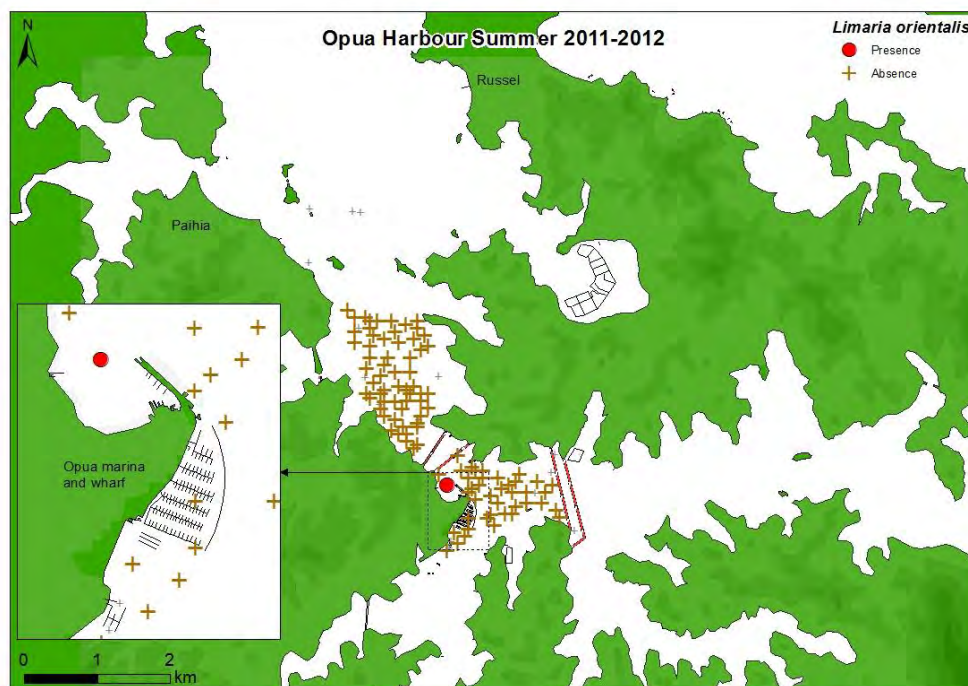 N
Opua Harbour Summer 2011-2012
Limaria orientalis
Presence
Absence
Russel
Paihia
Opua marina
and wharf
0 1 2
km